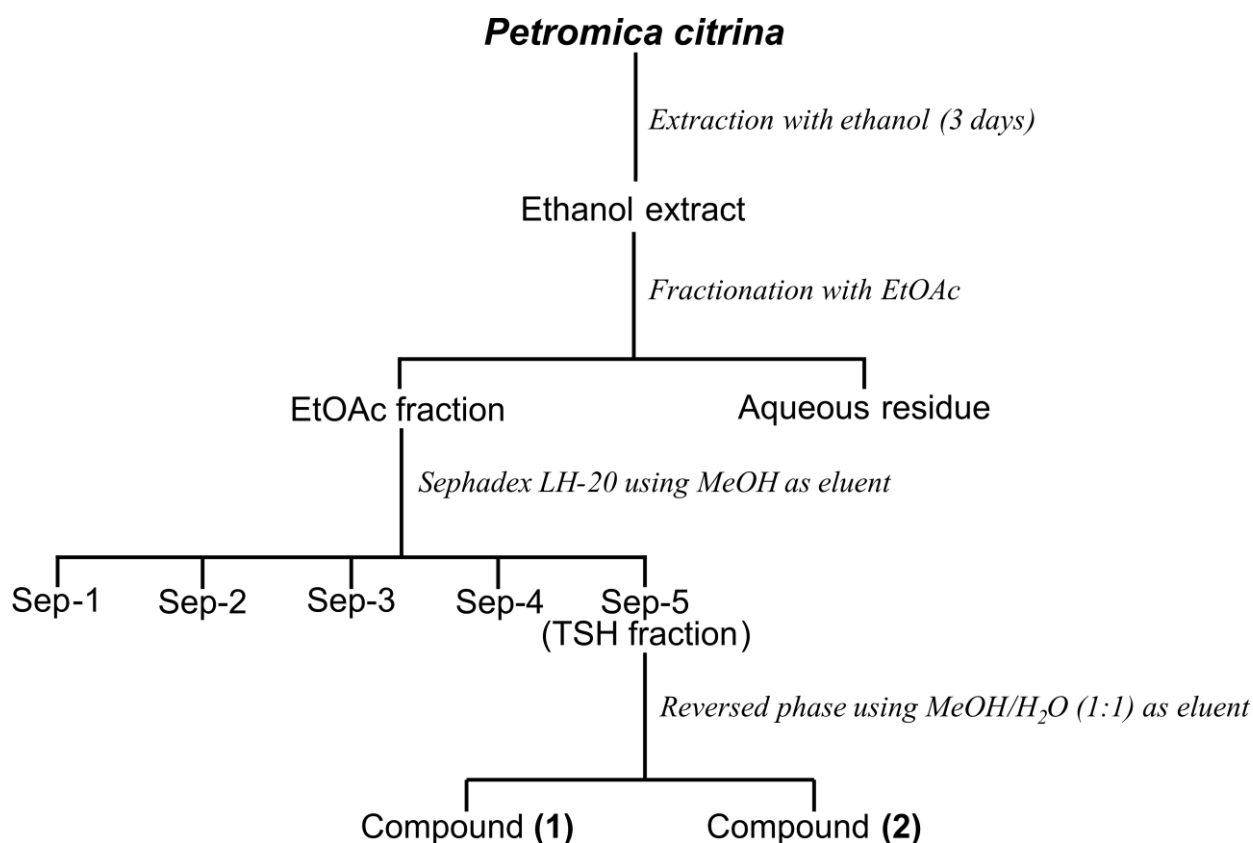 Petromica citrina
Extraction with ethanol (3 days)
Ethanol extract
Fractionation with EtOAc
EtOAc fraction
Aqueous residue
Sephadex LH-20 using MeOH as eluent
Sep-1
Sep-2
Sep-3
Sep-4
Sep-5
(TSH fraction)
Reversed phase using MeOH/H₂O (1:1) as eluent
Compound (1)
Compound (2)